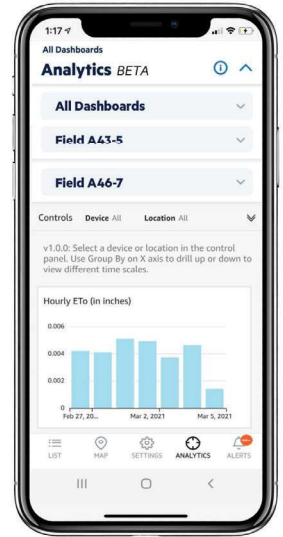 1:17
All Dashboards
Analytics BETA
All Dashboards
Field A43-5
Field A46-7
Controls Device All Location All
v1.0.0: Select a device or location in the control
panel. Use Group By on X axis to drill up or down to
view different time scales.
Hourly ETo (in inches)
0.006
0.004
0.002
0
Feb 27, 20... Mar 2, 2021 Mar 5, 2021
LIST MAP SETTINGS ANALYTICS ALERTS